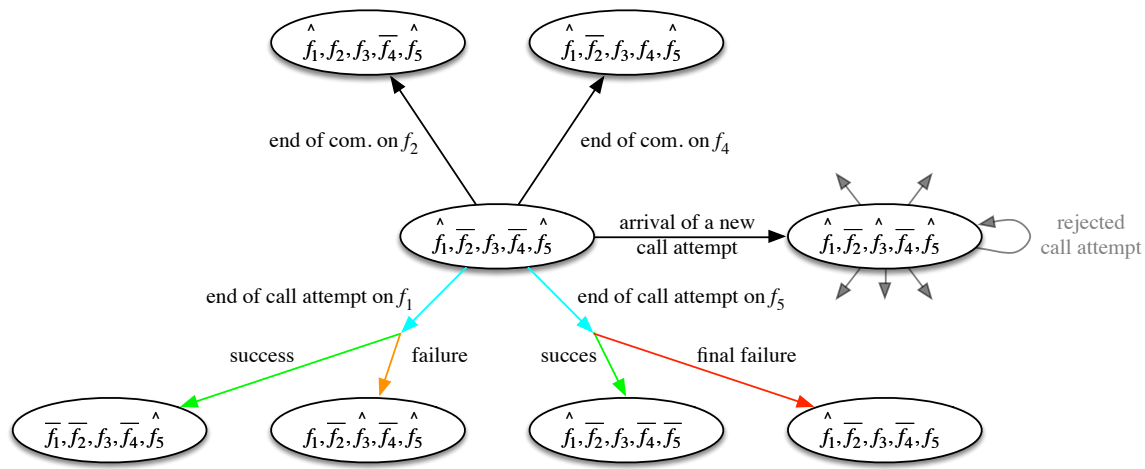 f̂₁, f₂, f₃, f̅₄, f̂₅
f̂₁, f̅₂, f₃, f₄, f̂₅
end of com. on f₂
end of com. on f₄
f̂₁, f̅₂, f₃, f̅₄, f̂₅
arrival of a new
call attempt
f̂₁, f̅₂, f̂₃, f̅₄, f̂₅
rejected
call attempt
end of call attempt on f₁
end of call attempt on f₅
success
failure
succes
final failure
f̅₁, f̅₂, f₃, f̅₄, f̂₅
f₁, f̅₂, f̂₃, f̅₄, f̂₅
f̂₁, f̅₂, f₃, f̅₄, f̅₅
f̂₁, f̅₂, f₃, f̅₄, f₅